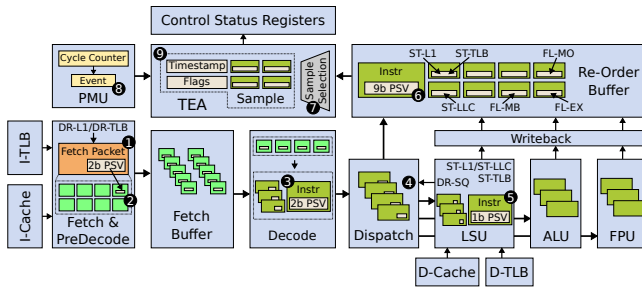 Control Status Registers
Cycle Counter
Event
8
PMU
9
Timestamp
Flags
TEA
Sample
Sample
Selection
7
ST-L1
ST-TLB
FL-MO
Instr
9b PSV
6
Re-Order
Buffer
ST-LLC
FL-MB
FL-EX
Writeback
I-TLB
I-Cache
DR-L1/DR-TLB
1
Fetch Packet
2b PSV
2
Fetch &
PreDecode
Fetch
Buffer
3
Instr
2b PSV
Decode
4
DR-SQ
Dispatch
ST-L1/ST-LLC
ST-TLB
5
Instr
1b PSV
LSU
ALU
FPU
D-Cache
D-TLB